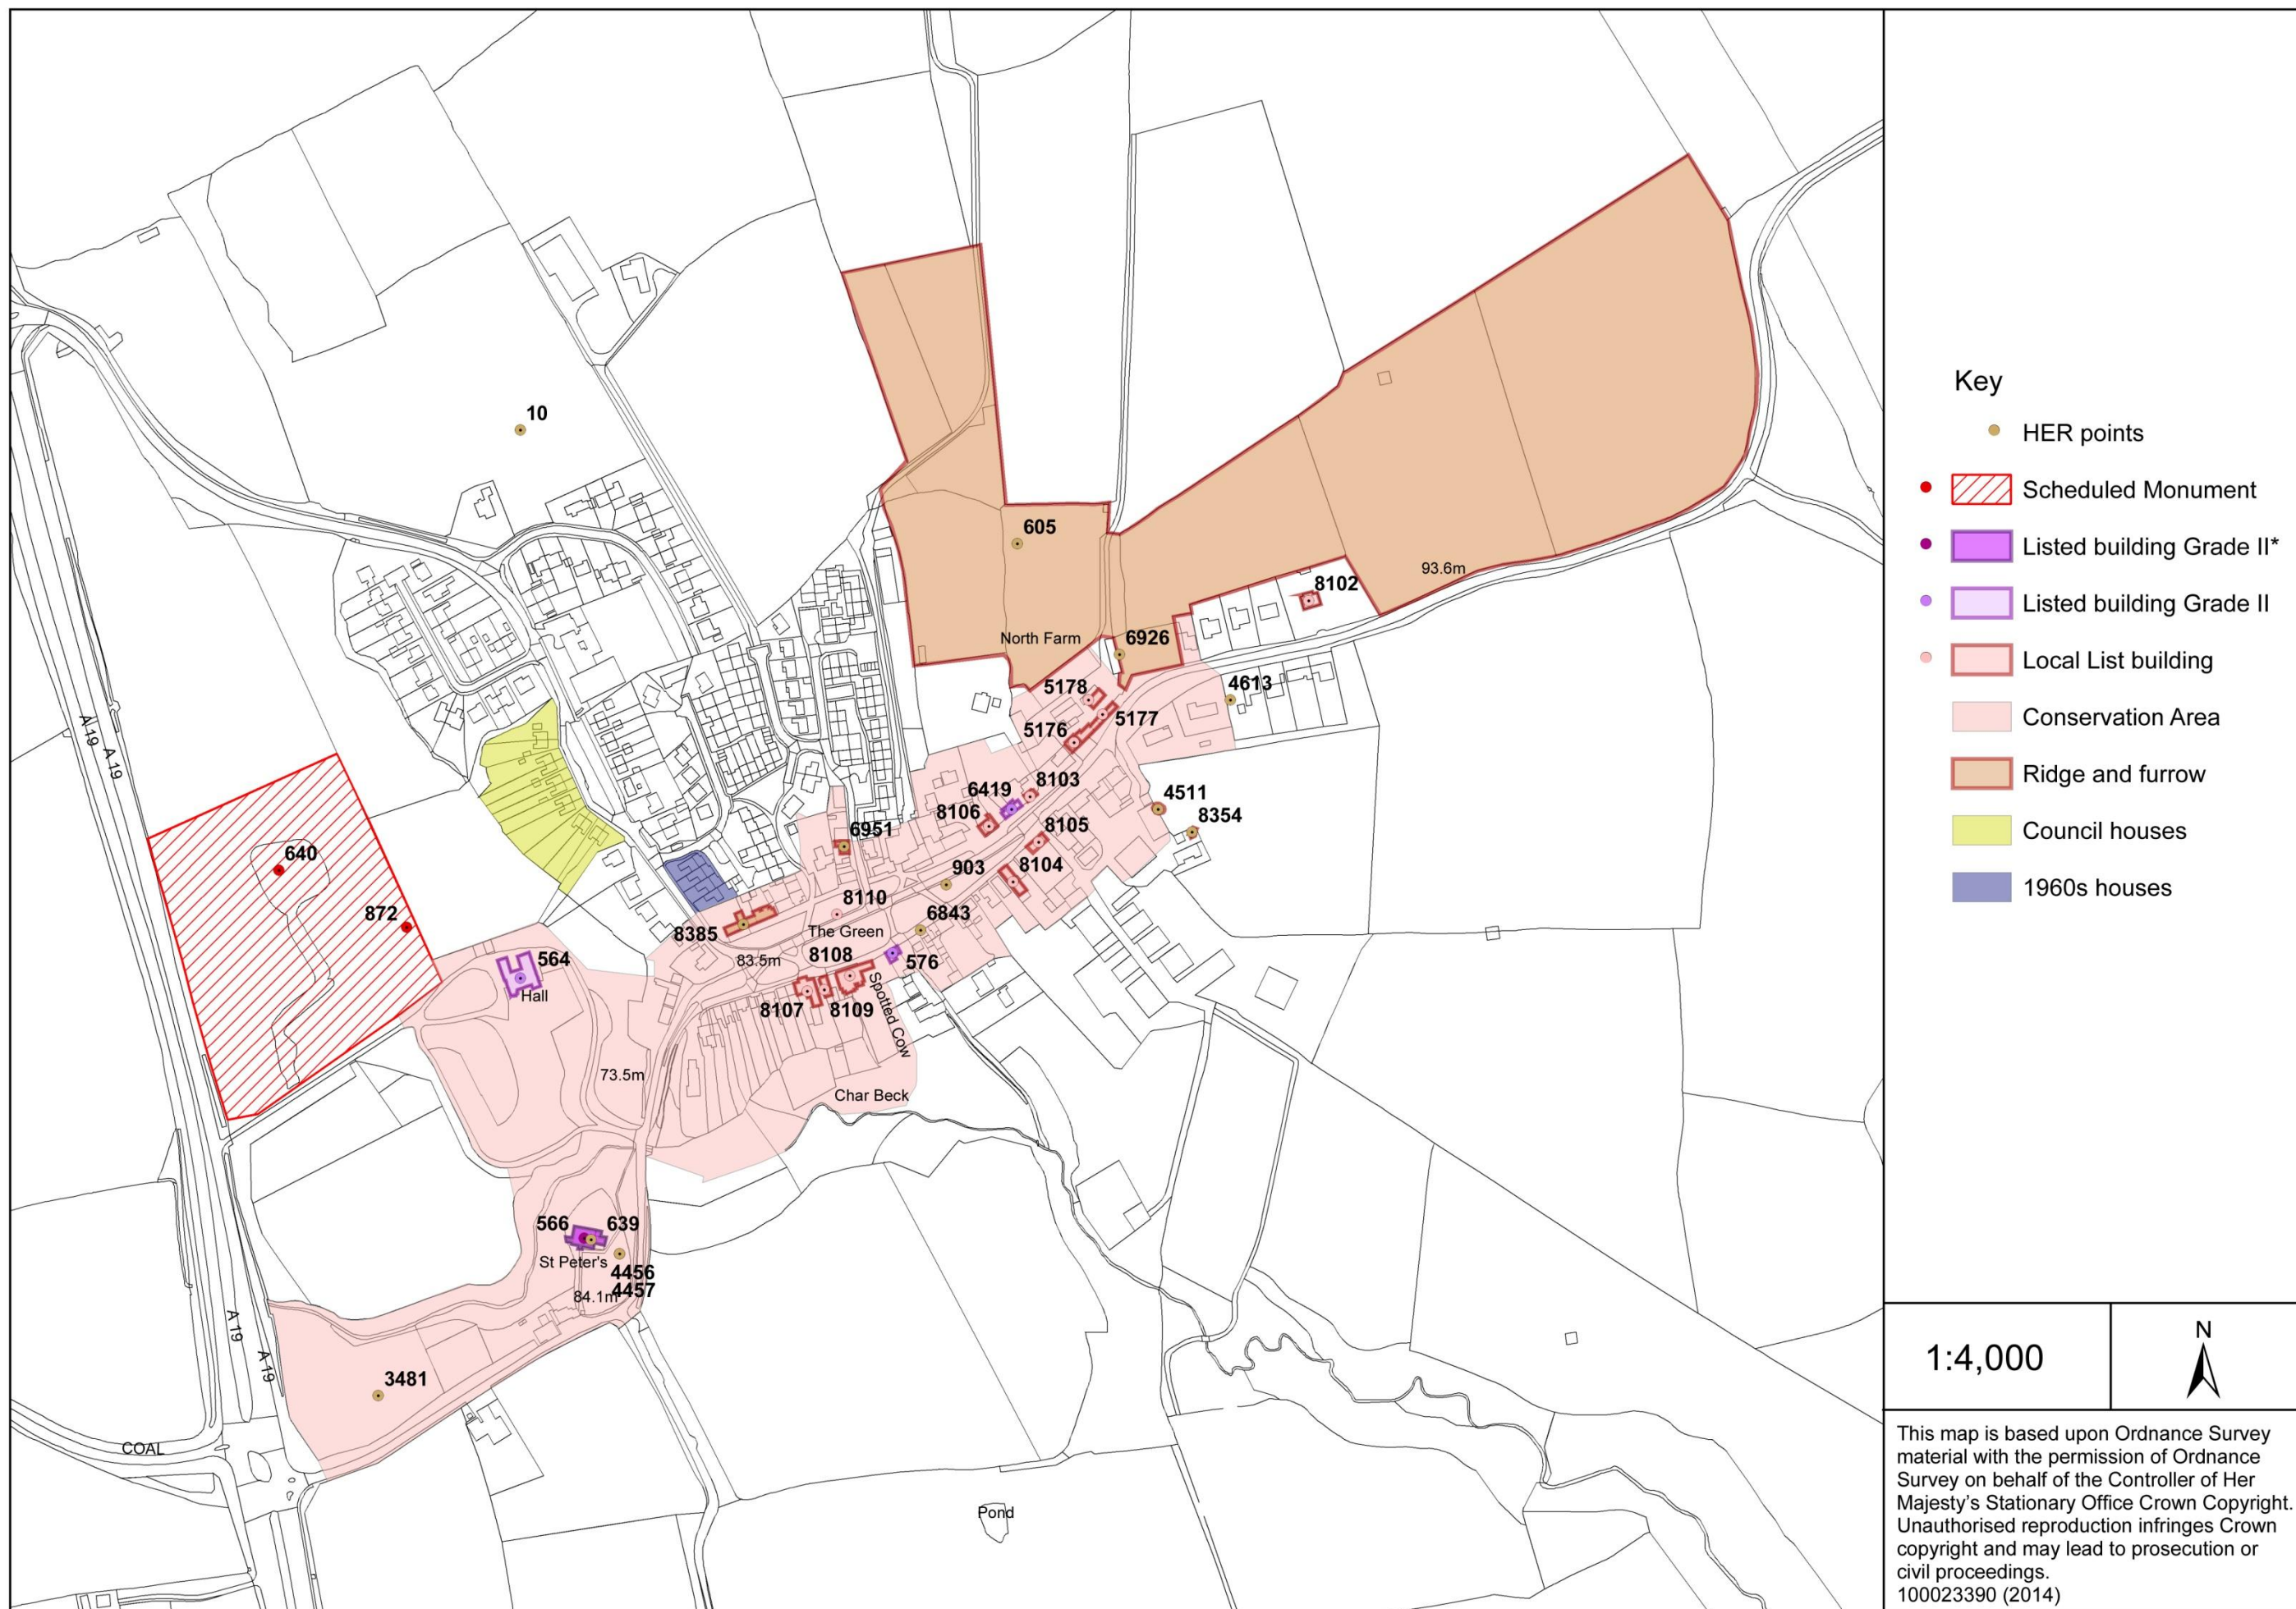 10
605
8102
93.6m
North Farm
6926
5178
4613
5177
5176
A 19
A 19
6419
8103
8106
4511
8354
8105
6951
640
903
8104
872
8110
6843
8385
The Green
83.5m
8108
576
564
Hall
8107
8109
Spotted Cow
73.5m
Char Beck
566
639
St Peter's
4456
4457
84.1m
A 19
A 19
3481
COAL
Pond
Key
HER points
Scheduled Monument
Listed building Grade II*
Listed building Grade II
Local List building
Conservation Area
Ridge and furrow
Council houses
1960s houses
1:4,000
N
This map is based upon Ordnance Survey
material with the permission of Ordnance
Survey on behalf of the Controller of Her
Majesty's Stationary Office Crown Copyright.
Unauthorised reproduction infringes Crown
copyright and may lead to prosecution or
civil proceedings.
100023390 (2014)